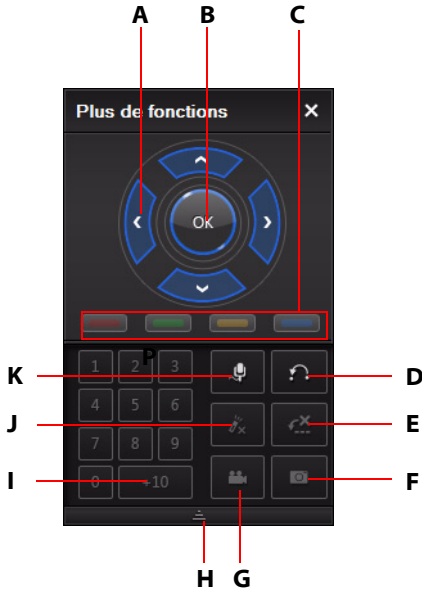 A B C
Plus de fonctions ×
OK
P
1 2 3
4 5 6
7 8 9
0 +10
K
J
I
D
E
F
H G